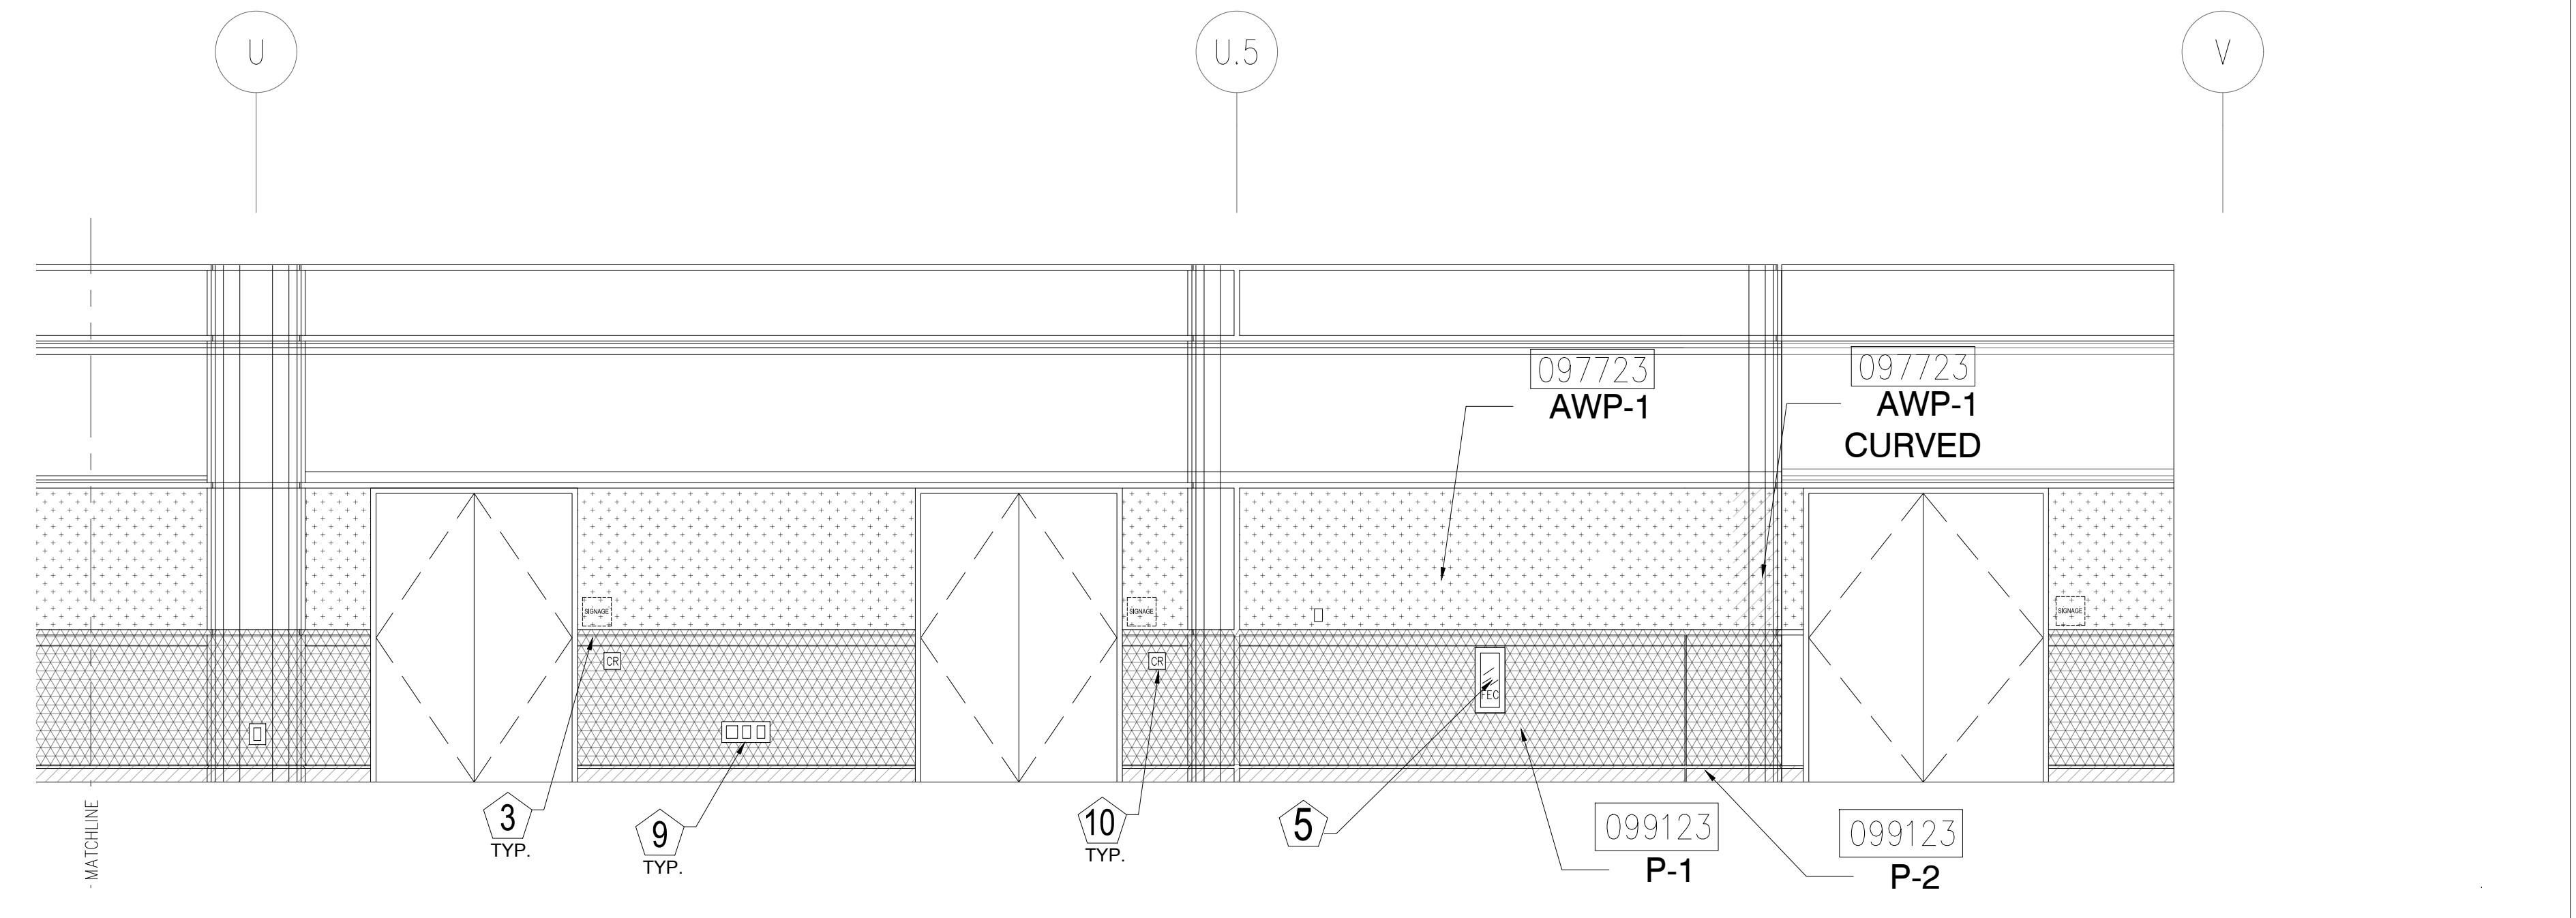 U
U.5
V
097723
AWP-1
097723
AWP-1
CURVED
SIGNAGE
SIGNAGE
SIGNAGE
CR
CR
FEC
MATCHLINE
3
TYP.
9
TYP.
10
TYP.
5
099123
P-1
099123
P-2